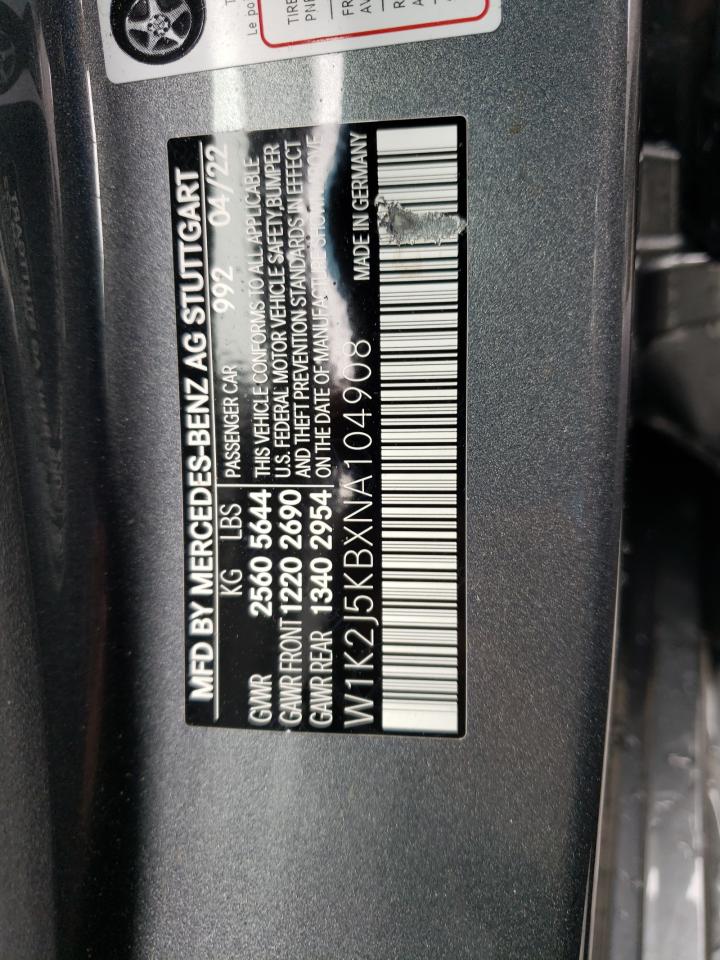 MFD BY MERCEDES-BENZ AG STUTTGART
KG LBS PASSENGER CAR 992 04/22
GVWR 2560 5644 THIS VEHICLE CONFORMS TO ALL APPLICABLE
GAWR FRONT 1220 2690 U.S. FEDERAL MOTOR VEHICLE SAFETY, BUMPER
GAWR REAR 1340 2954 AND THEFT PREVENTION STANDARDS IN EFFECT
ON THE DATE OF MANUFACTURE
W1K2J5KBXNA104908 MADE IN GERMANY
Le
TIRE